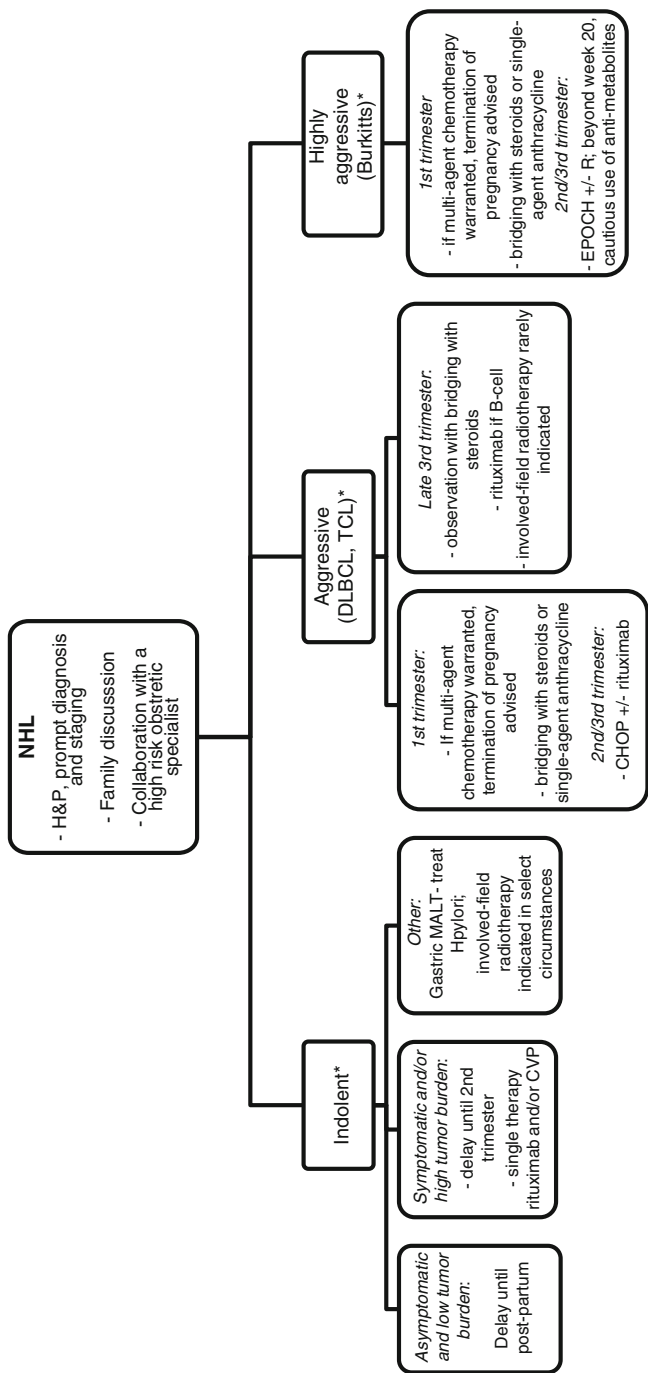 NHL
- H&P, prompt diagnosis
and staging
- Family discusssion
- Collaboration with a
high risk obstretic
specialist
Indolent*
Asymptomatic
and low tumor
burden:
Delay until
post-partum
Symptomatic and/or
high tumor burden:
- delay until 2nd
trimester
- single therapy
rituximab and/or CVP
Other:
Gastric MALT- treat
Hpylori;
involved-field
radiotherapy
indicated in select
circumstances
Aggressive
(DLBCL, TCL)*
1st trimester:
- If multi-agent
chemotherapy warranted,
termination of pregnancy
advised
- bridging with steroids or
single-agent anthracycline
2nd/3rd trimester:
- CHOP +/- rituximab
Late 3rd trimester:
- observation with bridging with
steroids
- rituximab if B-cell
- involved-field radiotherapy rarely
indicated
Highly
aggressive
(Burkitts)*
1st trimester
- if multi-agent chemotherapy
warranted, termination of
pregnancy advised
- bridging with steroids or single-
agent anthracycline
2nd/3rd trimester:
- EPOCH +/- R; beyond week 20,
cautious use of anti-metabolites